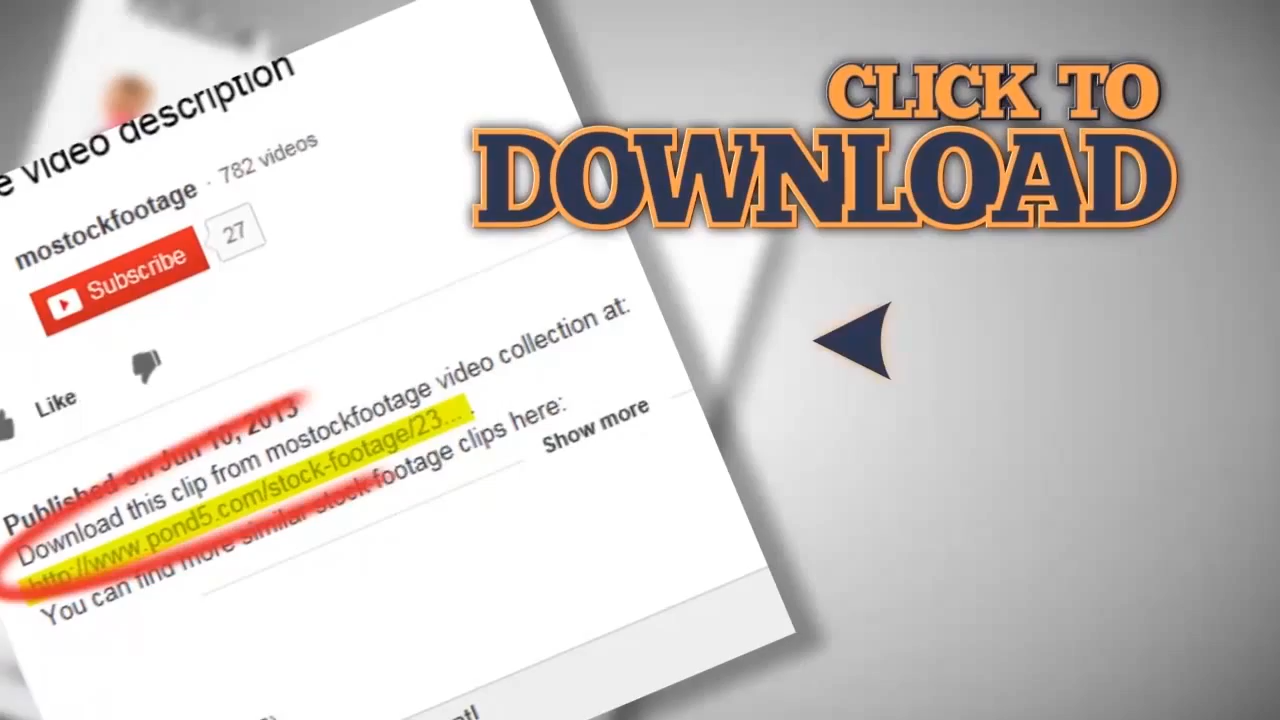 CLICK TO
DOWNLOAD
e video description
mostockfootage · 782 videos
Subscribe 27
Like
Published on Jun 10, 2013
Download this clip from mostockfootage video collection at:
http://www.pond5.com/stock-footage/23... .
You can find more similar stock footage clips here:
Show more